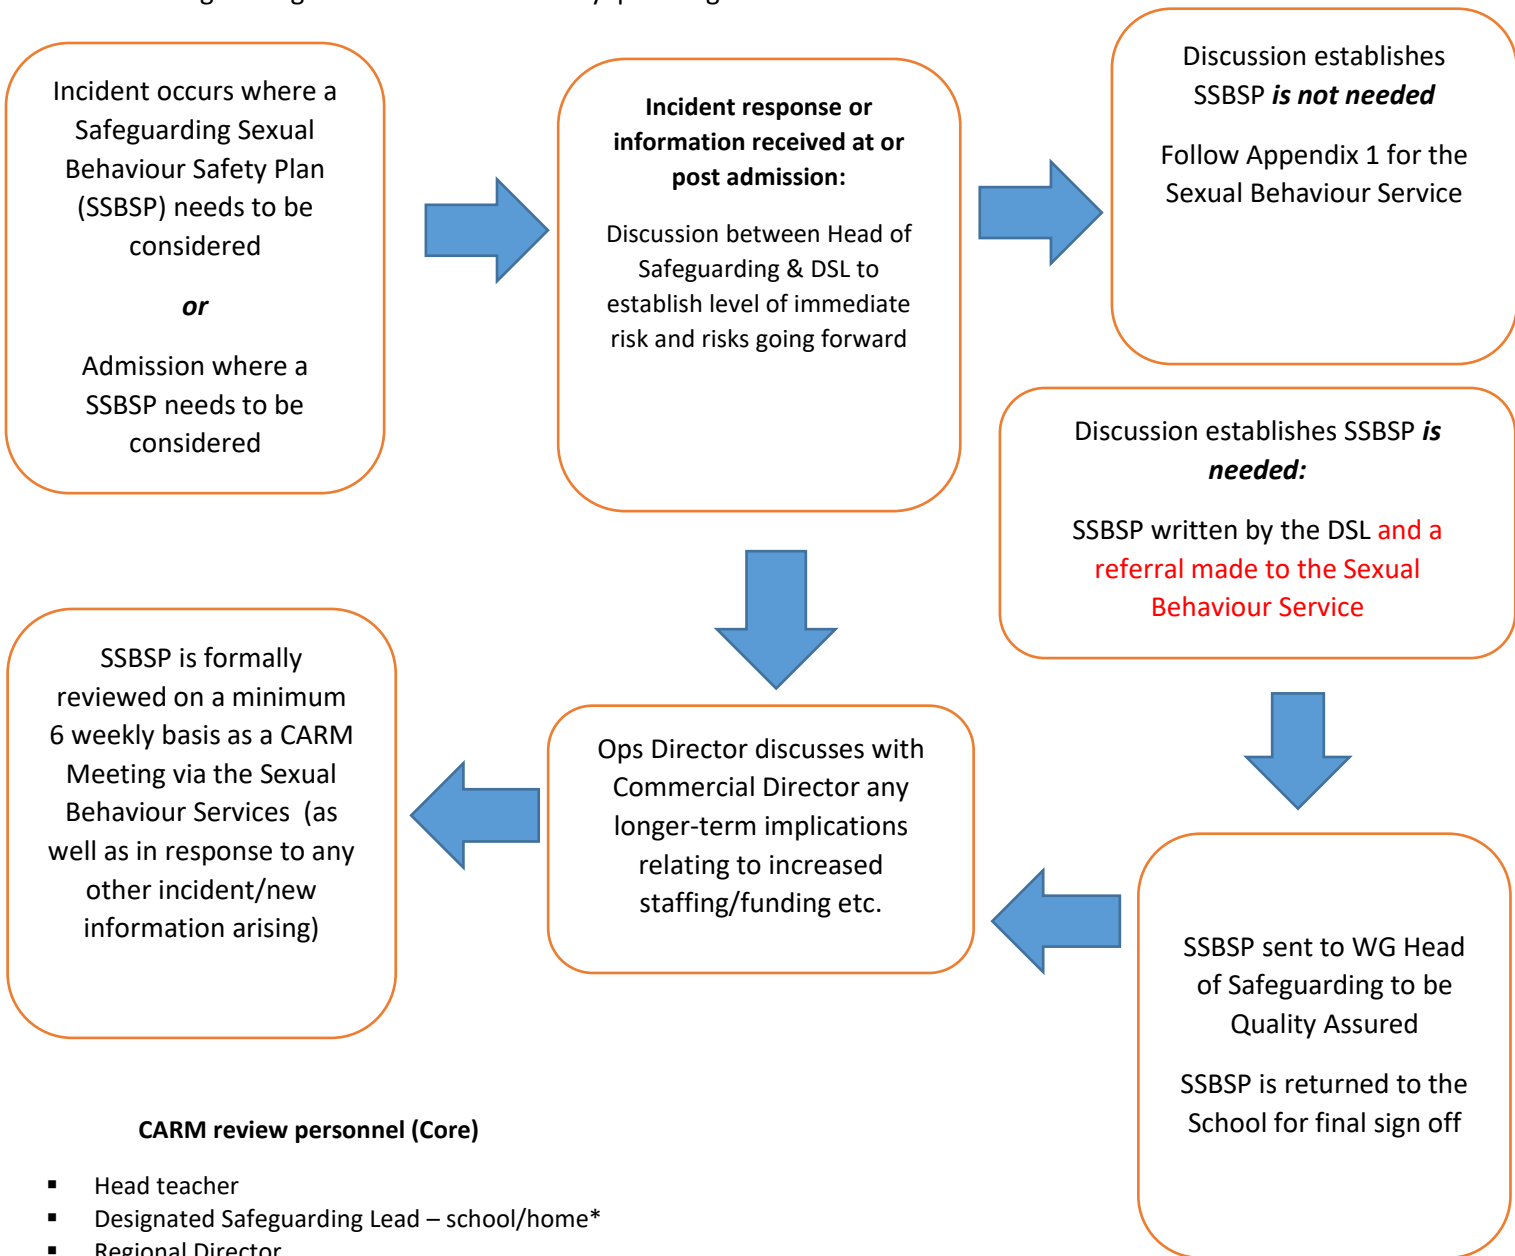 Incident occurs where a
Safeguarding Sexual
Behaviour Safety Plan
(SSBSP) needs to be
considered
or
Admission where a
SSBSP needs to be
considered
Incident response or
information received at or
post admission:
Discussion between Head of
Safeguarding & DSL to
establish level of immediate
risk and risks going forward
Discussion establishes
SSBSP is not needed
Follow Appendix 1 for the
Sexual Behaviour Service
Discussion establishes SSBSP is
needed:
SSBSP written by the DSL and a
referral made to the Sexual
Behaviour Service
SSBSP sent to WG Head
of Safeguarding to be
Quality Assured
SSBSP is returned to the
School for final sign off
Ops Director discusses with
Commercial Director any
longer-term implications
relating to increased
staffing/funding etc.
SSBSP is formally
reviewed on a minimum
6 weekly basis as a CARM
Meeting via the Sexual
Behaviour Services (as
well as in response to any
other incident/new
information arising)
CARM review personnel (Core)
▪ Head teacher
▪ Designated Safeguarding Lead – school/home*
▪ Regional Director